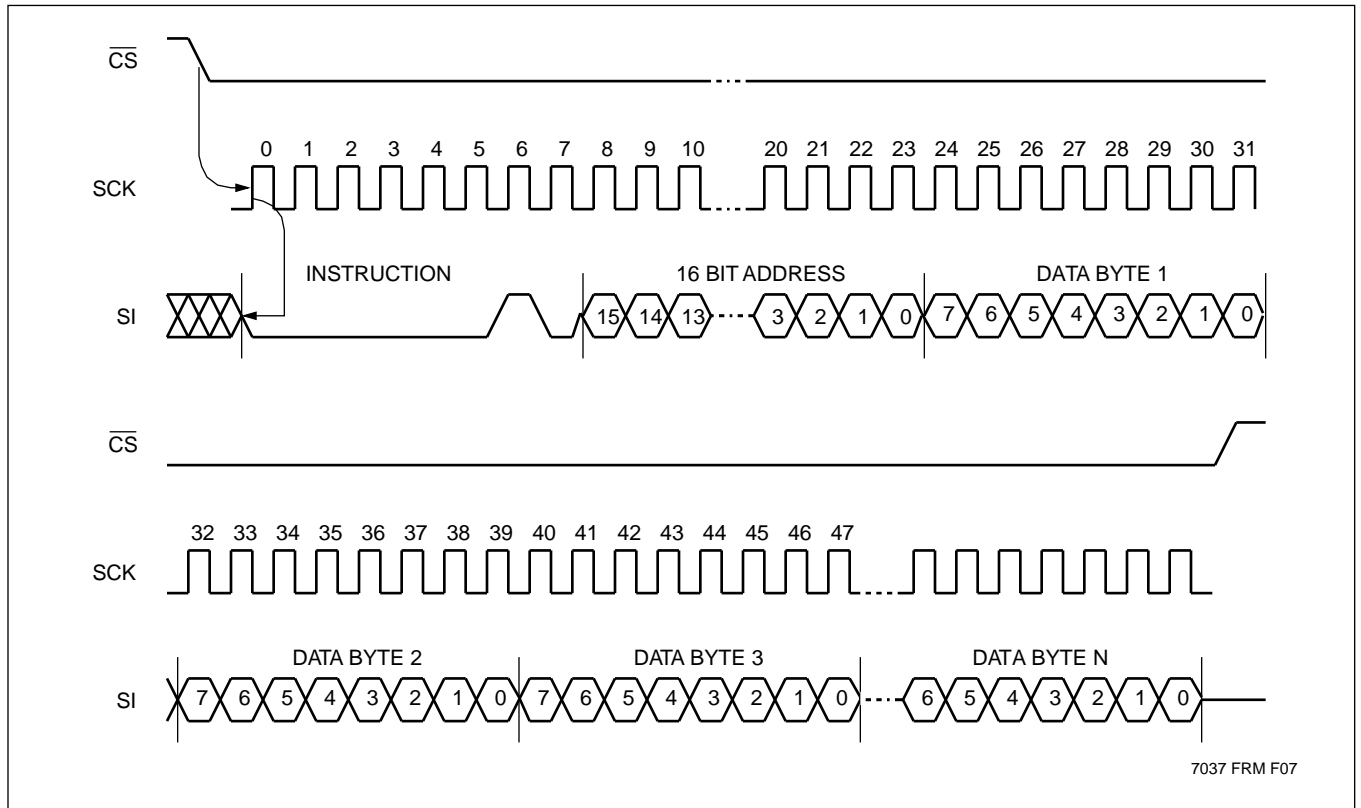 CS
0 1 2 3 4 5 6 7 8 9 10 20 21 22 23 24 25 26 27 28 29 30 31
SCK
INSTRUCTION 16 BIT ADDRESS DATA BYTE 1
SI 15 14 13 3 2 1 0 7 6 5 4 3 2 1 0
CS
32 33 34 35 36 37 38 39 40 41 42 43 44 45 46 47
SCK
DATA BYTE 2 DATA BYTE 3 DATA BYTE N
SI 7 6 5 4 3 2 1 0 7 6 5 4 3 2 1 0 6 5 4 3 2 1 0
7037 FRM F07